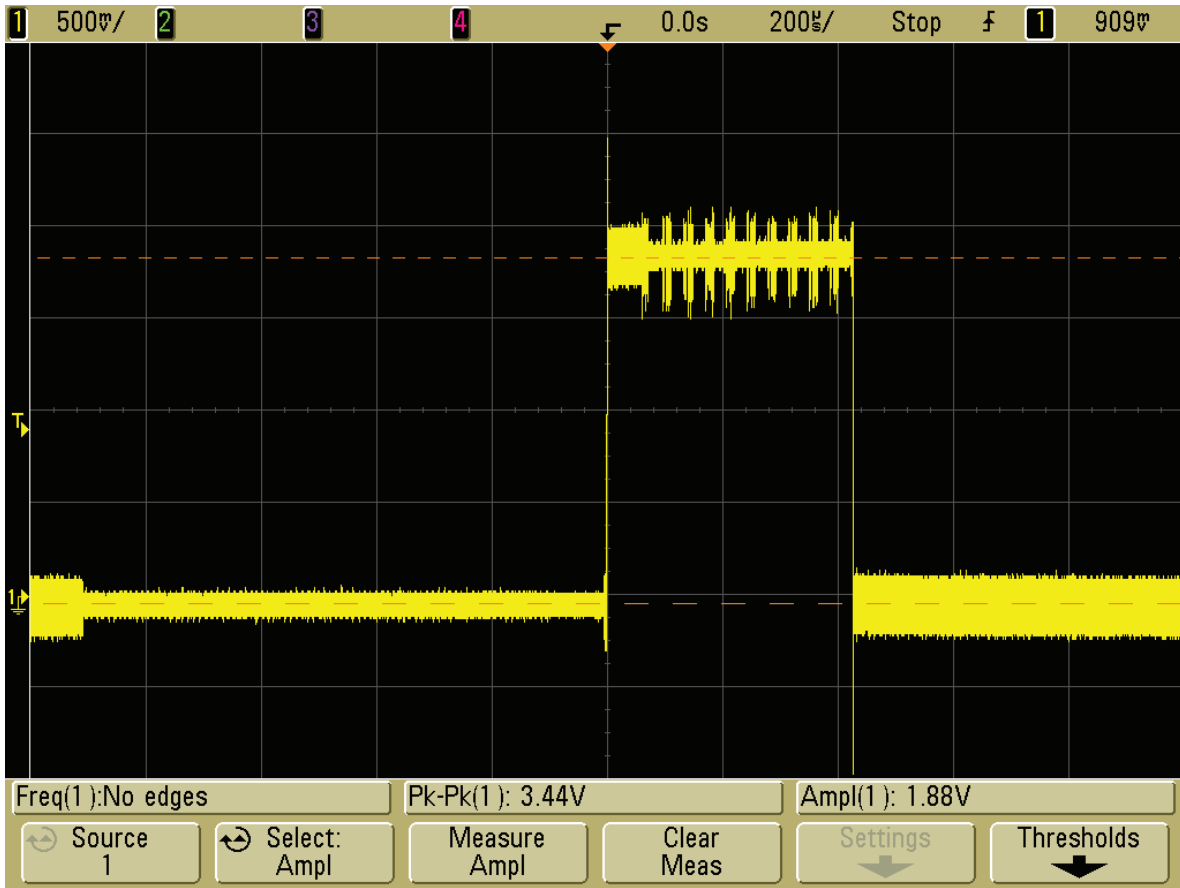 1 500mV/ 2 3 4 0.0s 200us/ Stop 1 909mV
T
1
Freq(1):No edges Pk-Pk(1): 3.44V Ampl(1): 1.88V
Source Select: Measure Clear Settings Thresholds
1 Ampl Ampl Meas